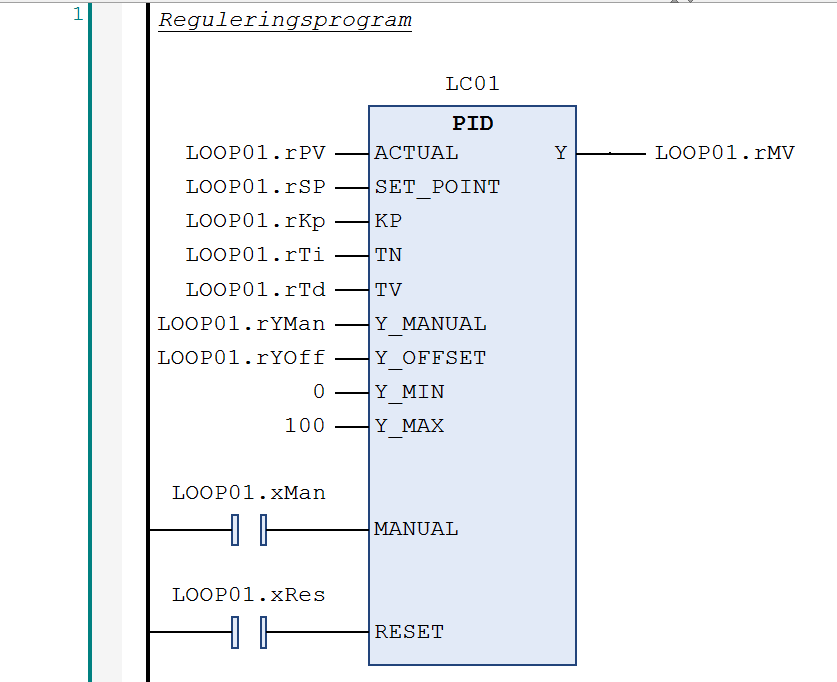 1
Reguleringsprogram
LC01
PID
LOOP01.rPV ACTUAL Y LOOP01.rMV
LOOP01.rSP SET_POINT
LOOP01.rKp KP
LOOP01.rTi TN
LOOP01.rTd TV
LOOP01.rYMan Y_MANUAL
LOOP01.rYOff Y_OFFSET
0 Y_MIN
100 Y_MAX
LOOP01.xMan
MANUAL
LOOP01.xRes
RESET